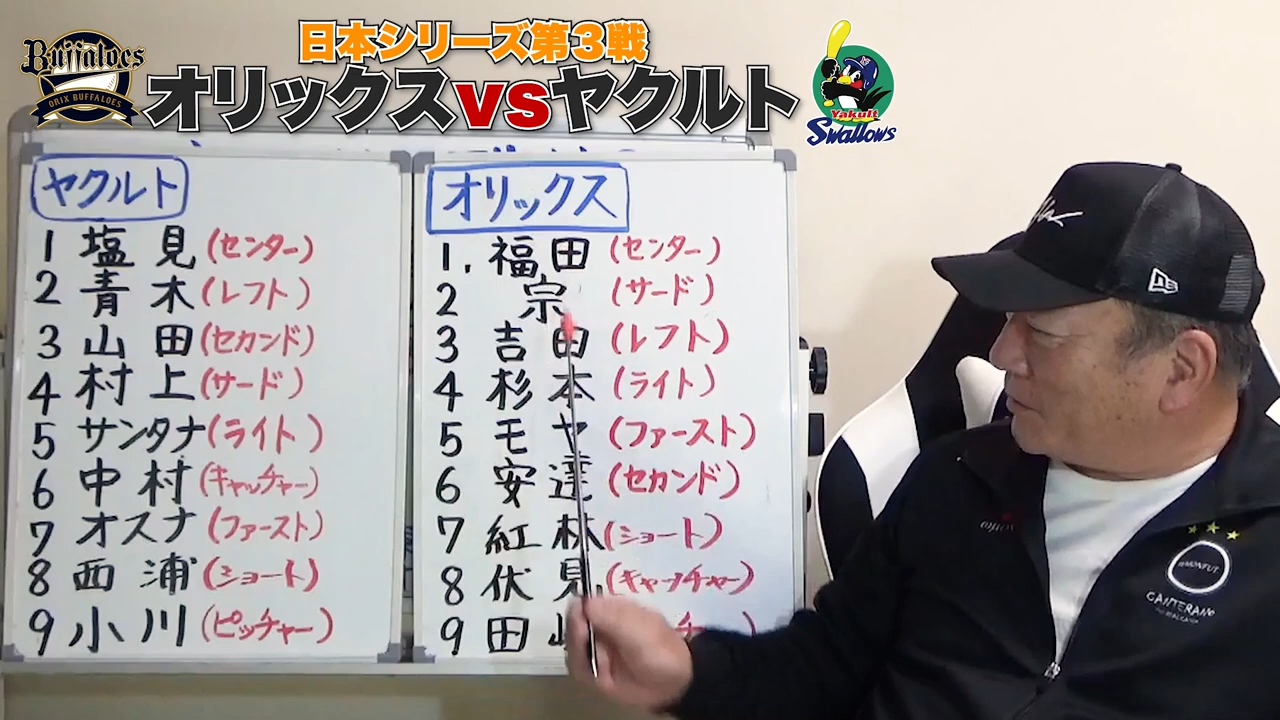 日本シリーズ第3戦
オリックスvsヤクルト
Buffaloes
ORIX BUFFALOES
Yakult
Swallows
ヤクルト
1 塩見(センター)
2 青木(レフト)
3 山田(セカンド)
4 村上(サード)
5 サンタナ(ライト)
6 中村(キャッチャー)
7 オスナ(ファースト)
8 西浦(ショート)
9 小川(ピッチャー)
オリックス
1. 福田(センター)
2 宗(サード)
3 吉田(レフト)
4 杉本(ライト)
5 モヤ(ファースト)
6 安達(セカンド)
7 紅林(ショート)
8 伏見(キャッチャー)
9 田
CANTERANO